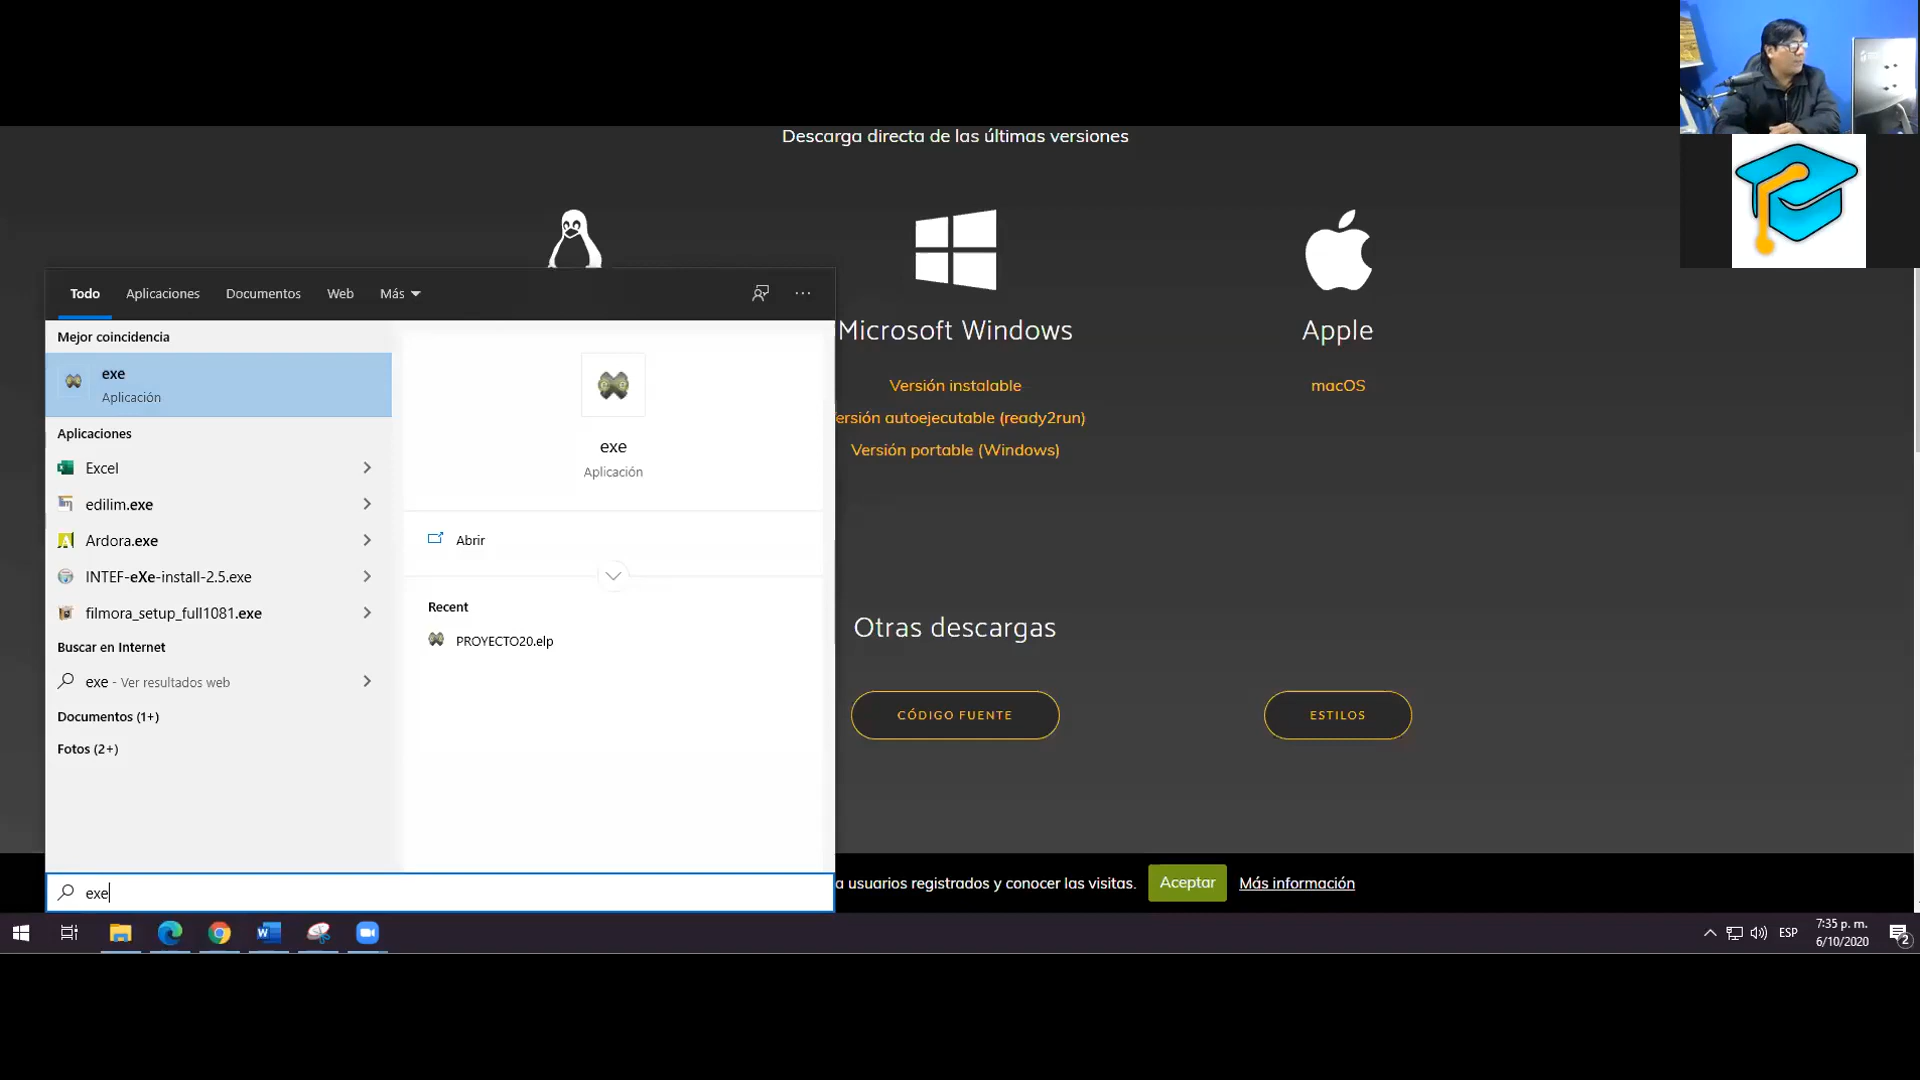 Descarga directa de las últimas versiones
Microsoft Windows
Versión instalable
ersión autoejecutable (ready2run)
Versión portable (Windows)
Apple
macOS
Otras descargas
CÓDIGO FUENTE
ESTILOS
Todo
Aplicaciones
Documentos
Web
Más
Mejor coincidencia
exe
Aplicación
Aplicaciones
Excel
edilim.exe
Ardora.exe
INTEF-eXe-install-2.5.exe
filmora_setup_full1081.exe
Buscar en Internet
exe - Ver resultados web
Documentos (1+)
Fotos (2+)
exe
Aplicación
Abrir
Recent
PROYECTO20.elp
exe
a usuarios registrados y conocer las visitas.
Aceptar
Más información
ESP
7:35 p. m.
6/10/2020
2